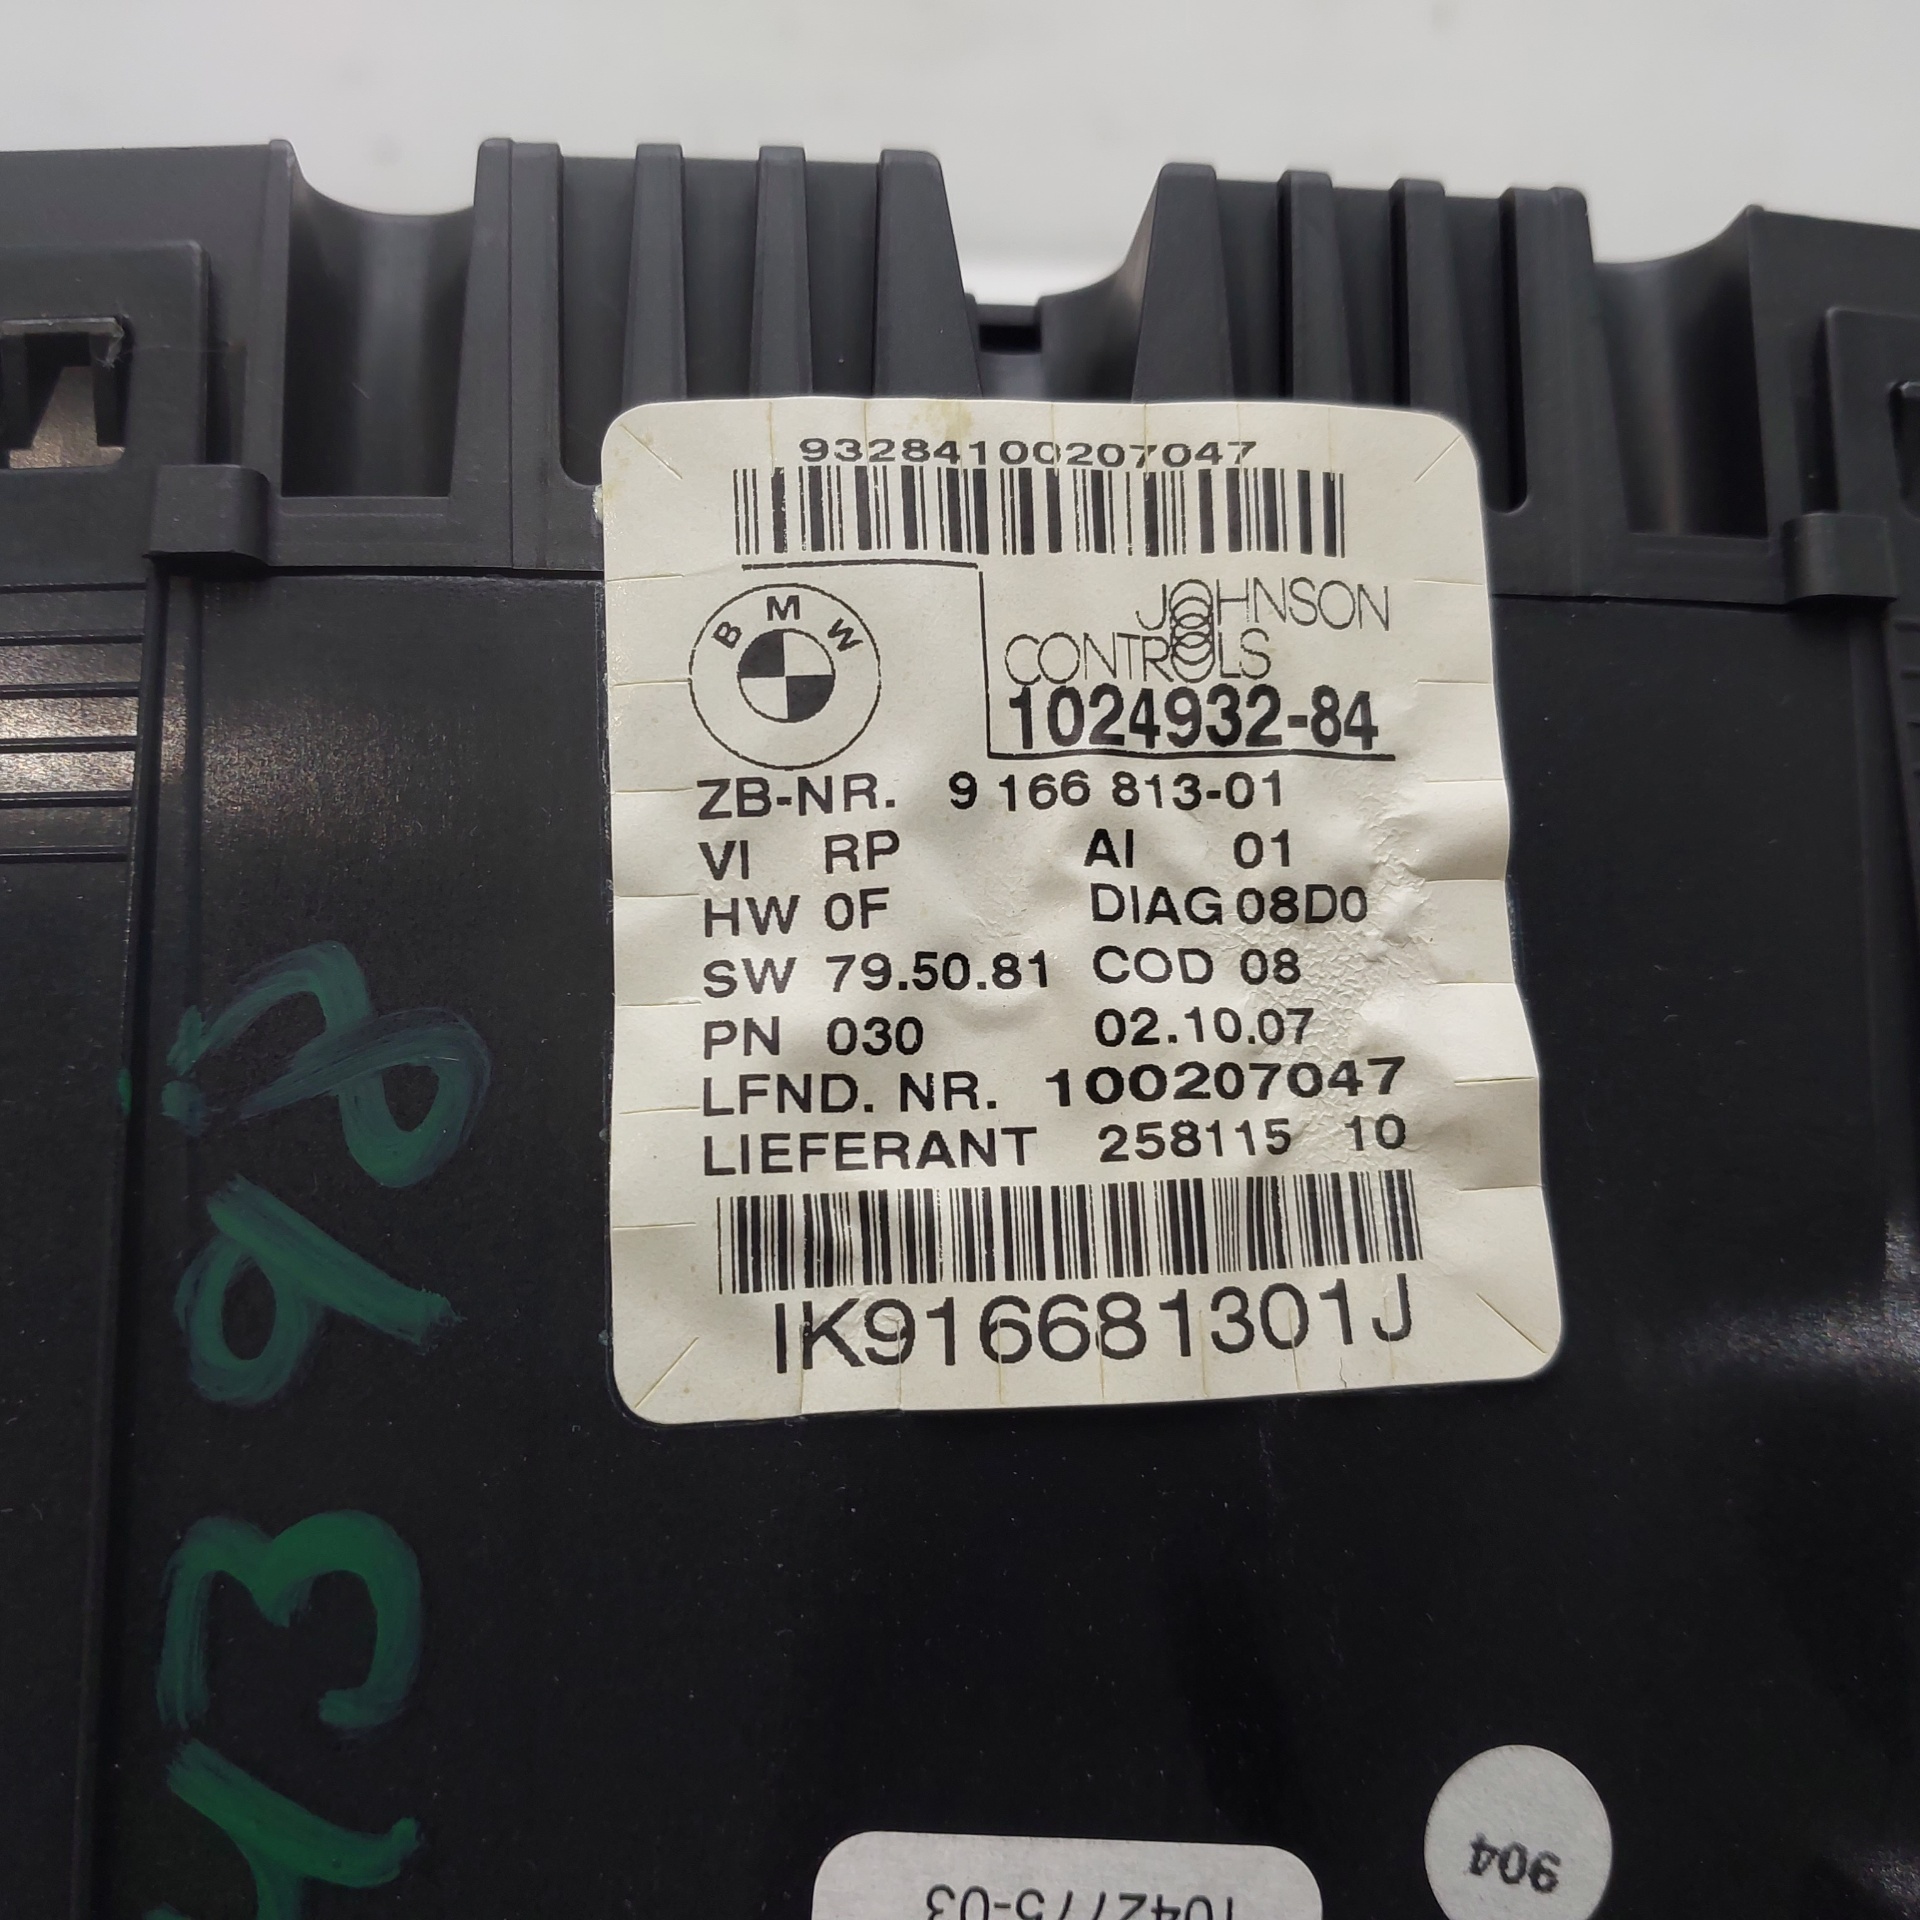 93284100207047
BMW
JOHNSON
CONTROLS
1024932-84
ZB-NR. 9 166 813-01
VI RP AI 01
HW 0F DIAG 08D0
SW 79.50.81 COD 08
PN 030 02.10.07
LFND. NR. 100207047
LIEFERANT 258115 10
IK916681301J
904
1042775-03